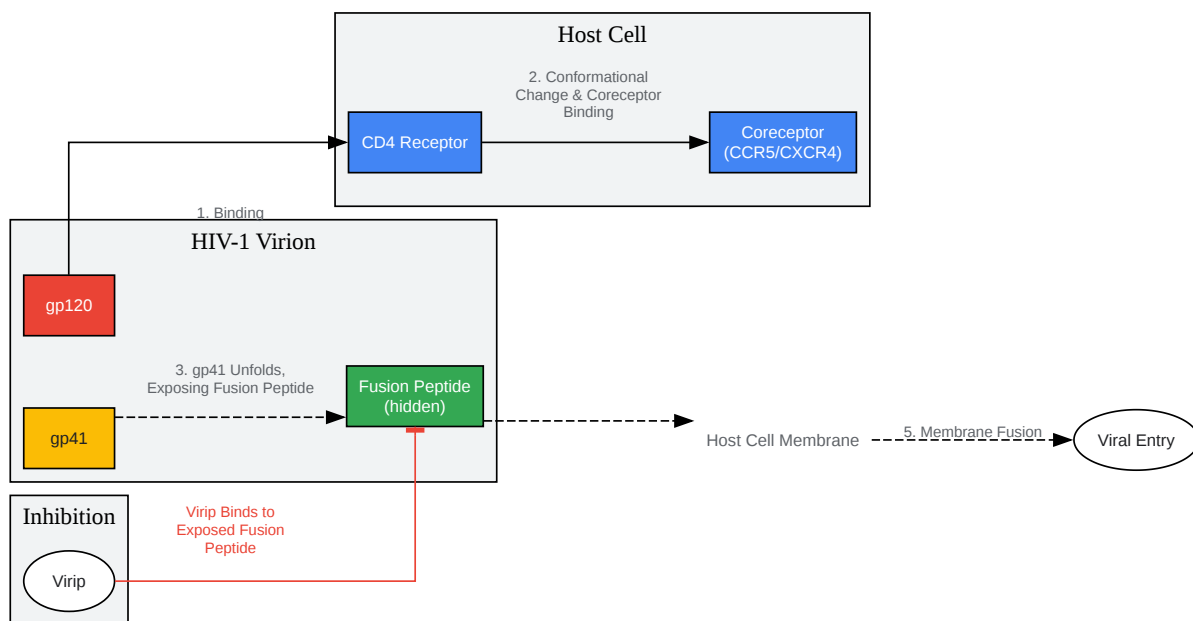 Host Cell
2. Conformational
Change & Coreceptor
Binding
CD4 Receptor
Coreceptor
(CCR5/CXCR4)
1. Binding
HIV-1 Virion
gp120
3. gp41 Unfolds,
Exposing Fusion Peptide
Fusion Peptide
(hidden)
gp41
Host Cell Membrane
5. Membrane Fusion
Viral Entry
Inhibition
Virip Binds to
Exposed Fusion
Peptide
Virip